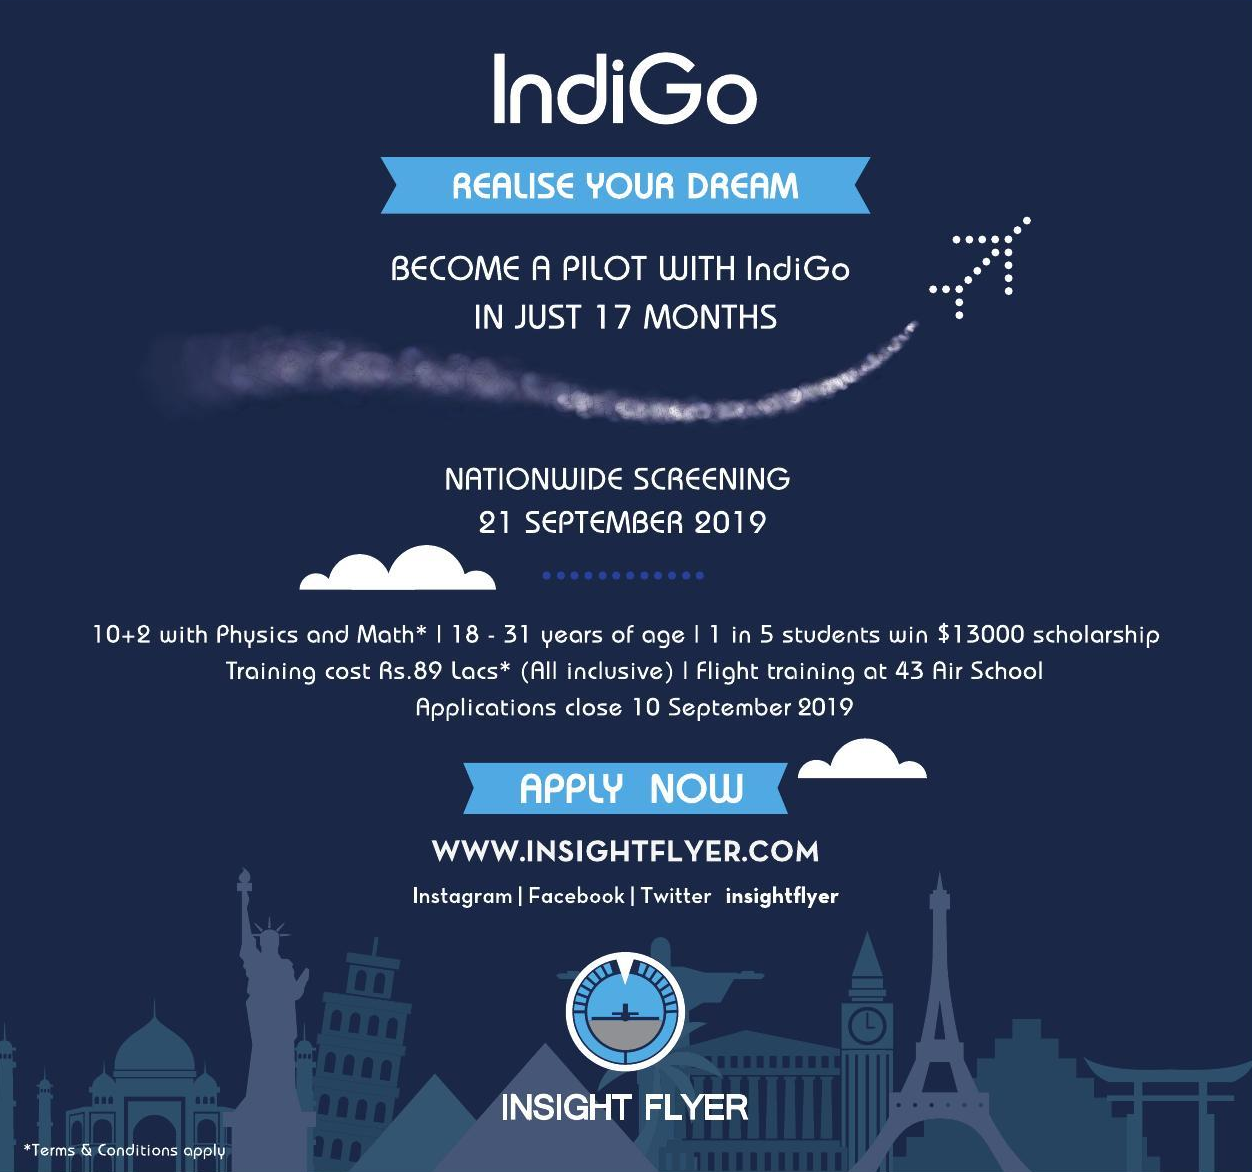 IndiGo
REALISE YOUR DREAM
BECOME A PILOT WITH IndiGo
IN JUST 17 MONTHS
NATIONWIDE SCREENING
21 SEPTEMBER 2019
10+2 with Physics and Math* | 18 - 31 years of age | 1 in 5 students win $13000 scholarship
Training cost Rs.89 Lacs* (All inclusive) | Flight training at 43 Air School
Applications close 10 September 2019
APPLY NOW
WWW.INSIGHTFLYER.COM
Instagram | Facebook | Twitter insightflyer
INSIGHT FLYER
*Terms & Conditions apply